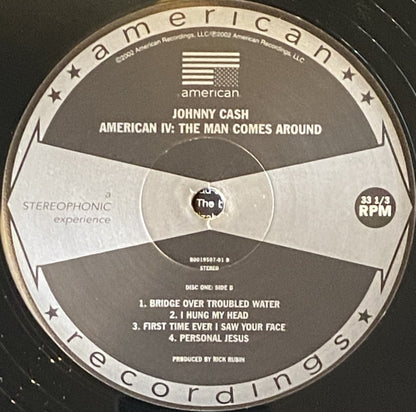 american
©2002 American Recordings, LLC/℗2002 American Recordings, LLC.
american
JOHNNY CASH
AMERICAN IV: THE MAN COMES AROUND
a
STEREOPHONIC
experience
33 1/3
RPM
The b
B0019507-01 B
STEREO
DISC ONE: SIDE B
1. BRIDGE OVER TROUBLED WATER
2. I HUNG MY HEAD
3. FIRST TIME EVER I SAW YOUR FACE
4. PERSONAL JESUS
PRODUCED BY RICK RUBIN
recordings